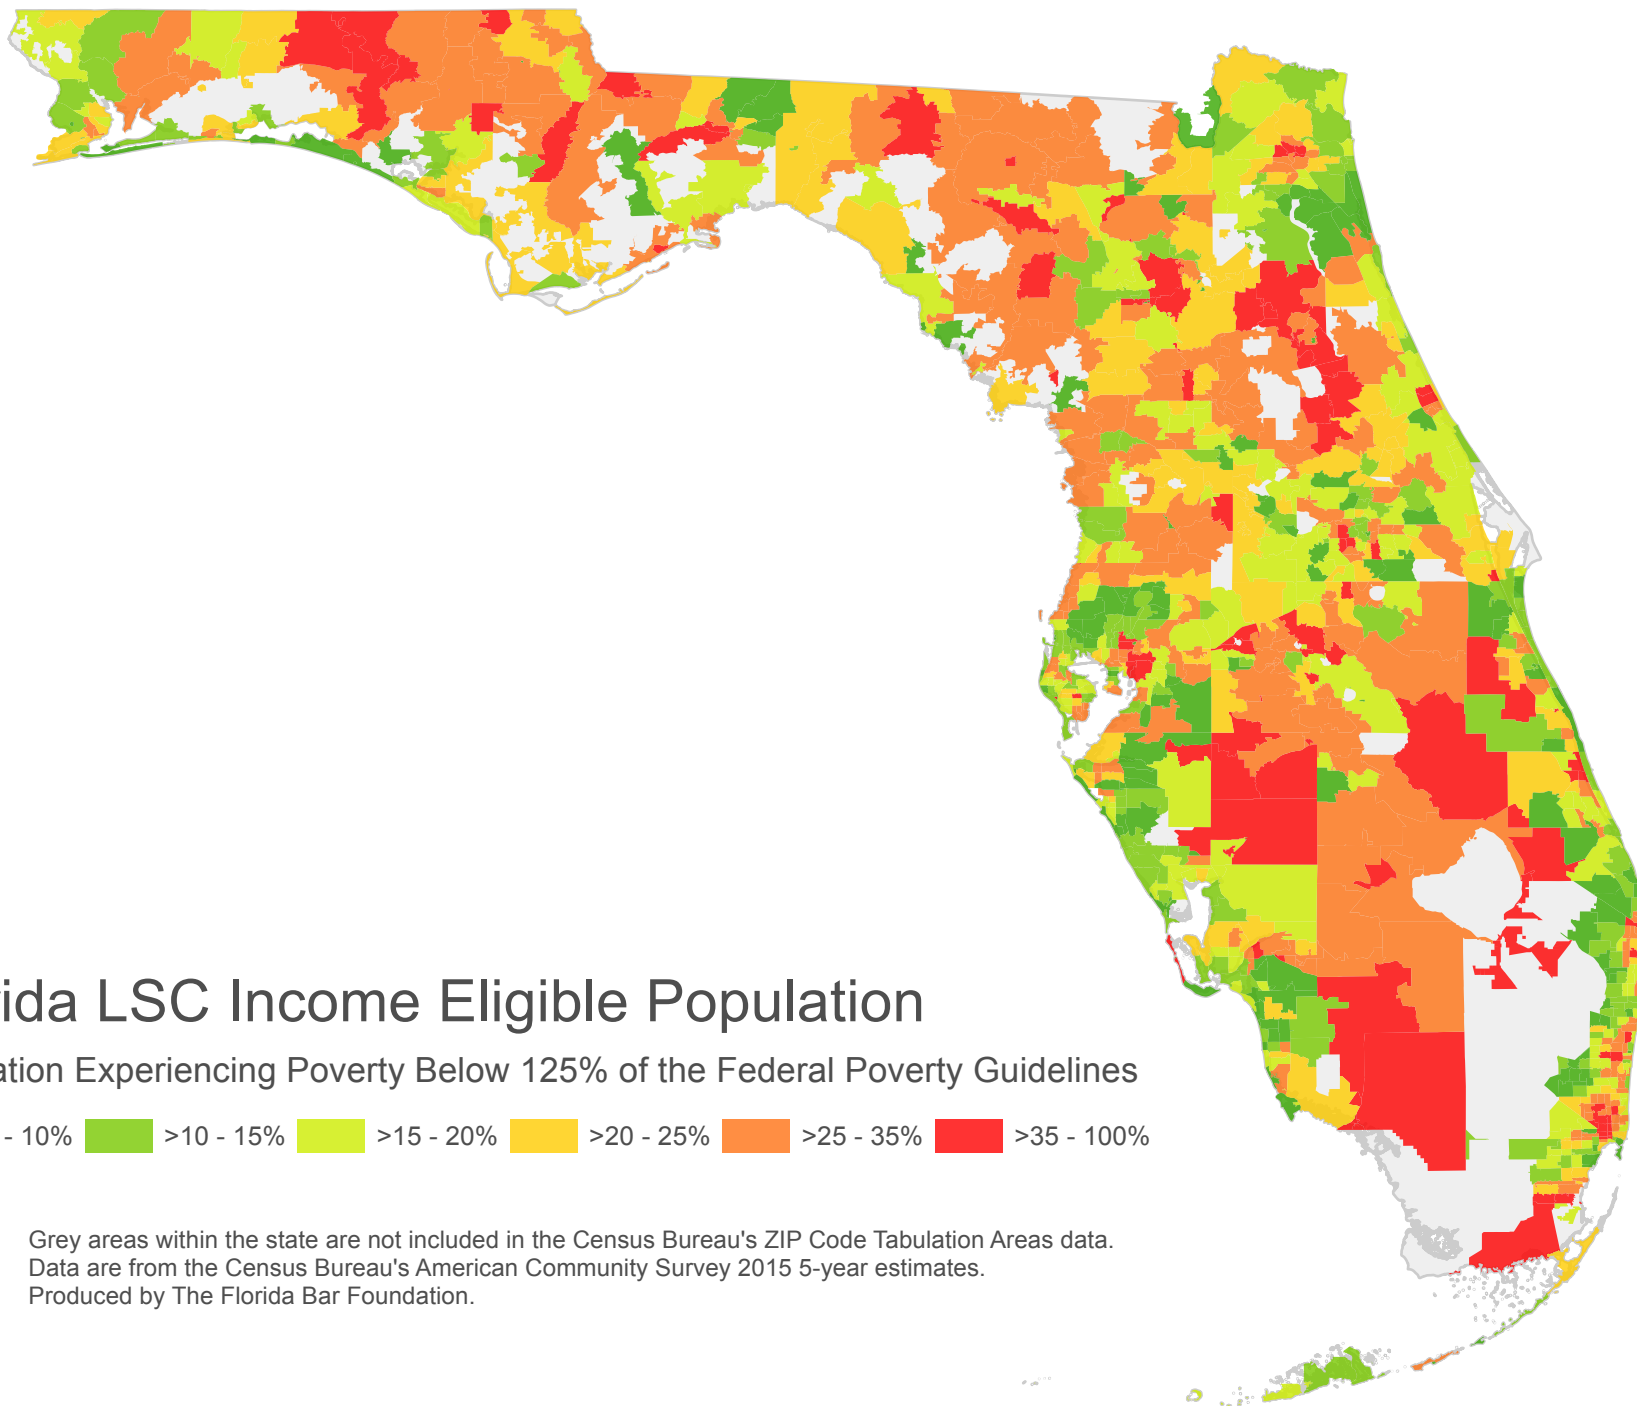 ida LSC Income Eligible Population
ation Experiencing Poverty Below 125% of the Federal Poverty Guidelines
- 10% >10 - 15% >15 - 20% >20 - 25% >25 - 35% >35 - 100%
Grey areas within the state are not included in the Census Bureau's ZIP Code Tabulation Areas data.
Data are from the Census Bureau's American Community Survey 2015 5-year estimates.
Produced by The Florida Bar Foundation.